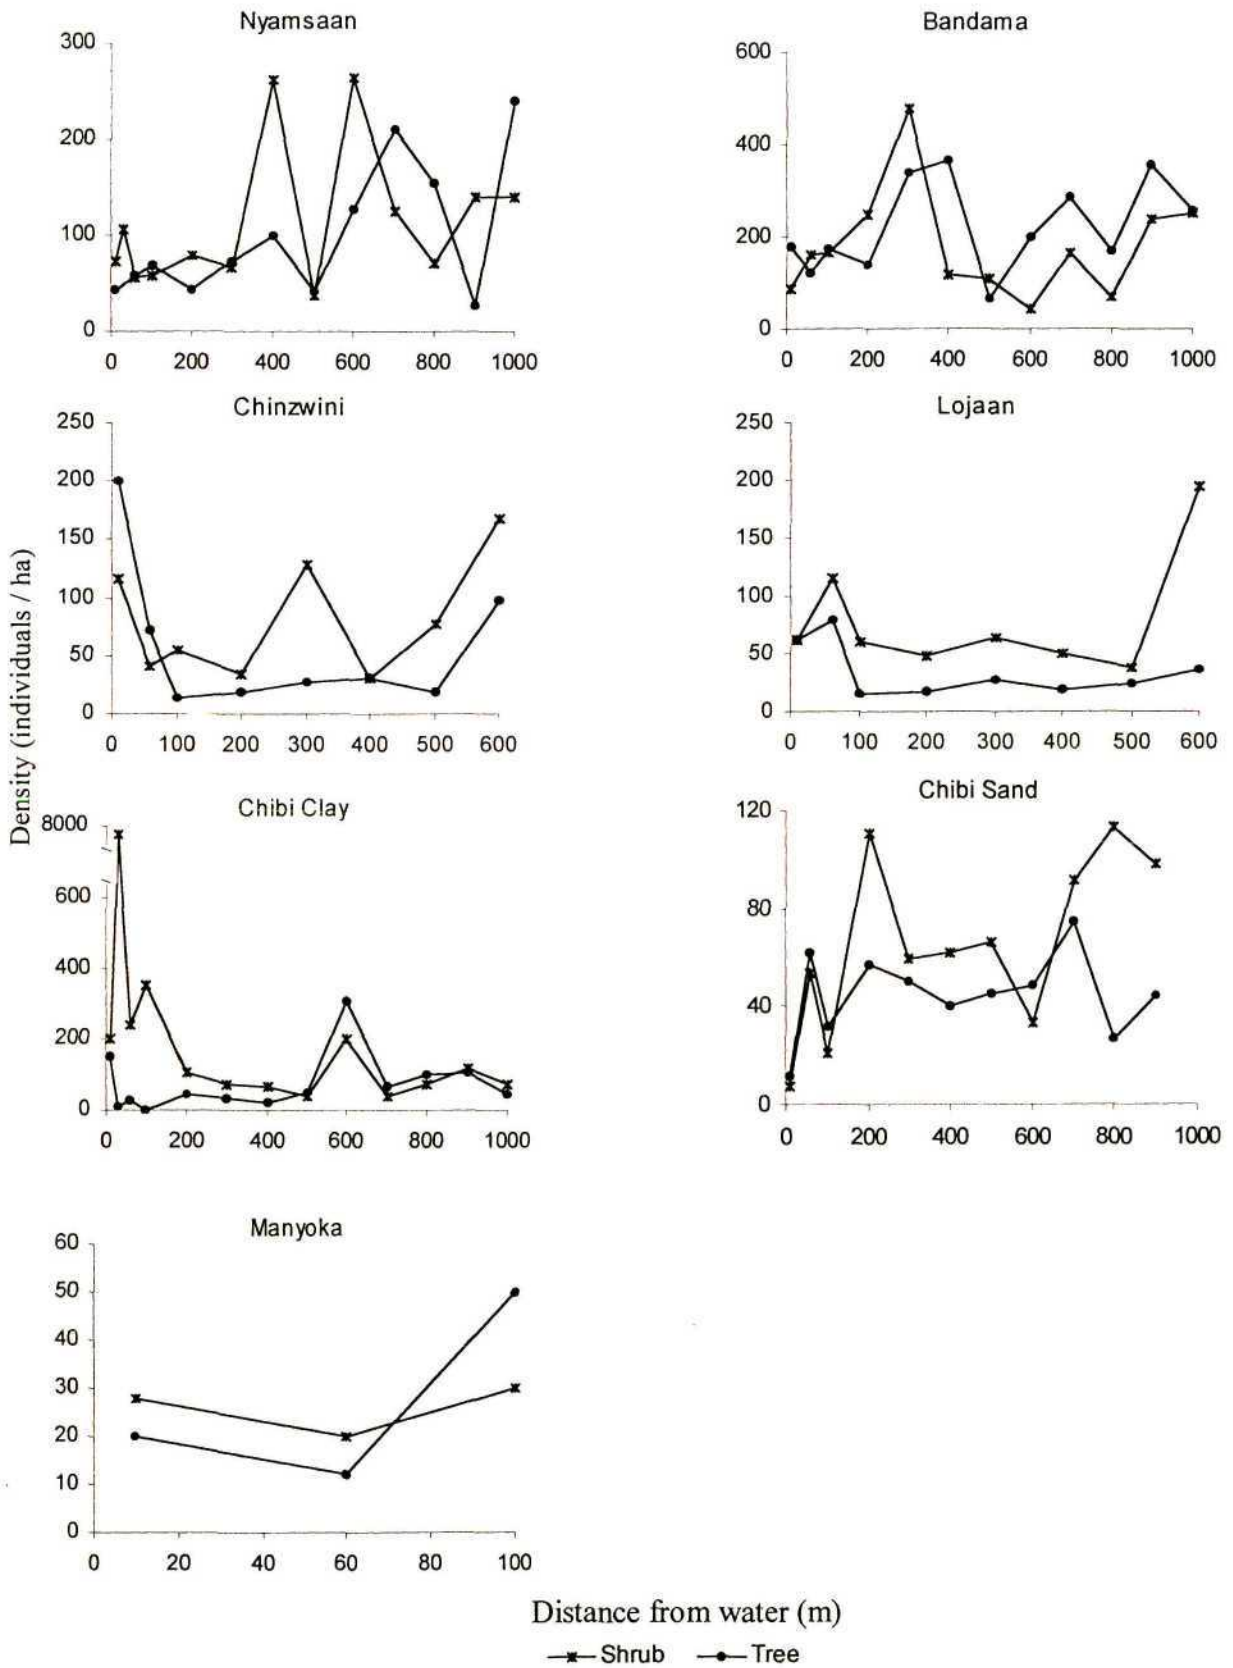 Nyamsaan
300
200
100
0
0 200 400 600 800 1000
Bandama
600
400
200
0
0 200 400 600 800 1000
Chinzwini
250
200
150
100
50
0
0 100 200 300 400 500 600
Lojaan
250
200
150
100
50
0
0 100 200 300 400 500 600
Density (individuals / ha)
Chibi Clay
8000
600
400
200
0
0 200 400 600 800 1000
Chibi Sand
120
80
40
0
0 200 400 600 800 1000
Manyoka
60
50
40
30
20
10
0
0 20 40 60 80 100
Distance from water (m)
Shrub Tree